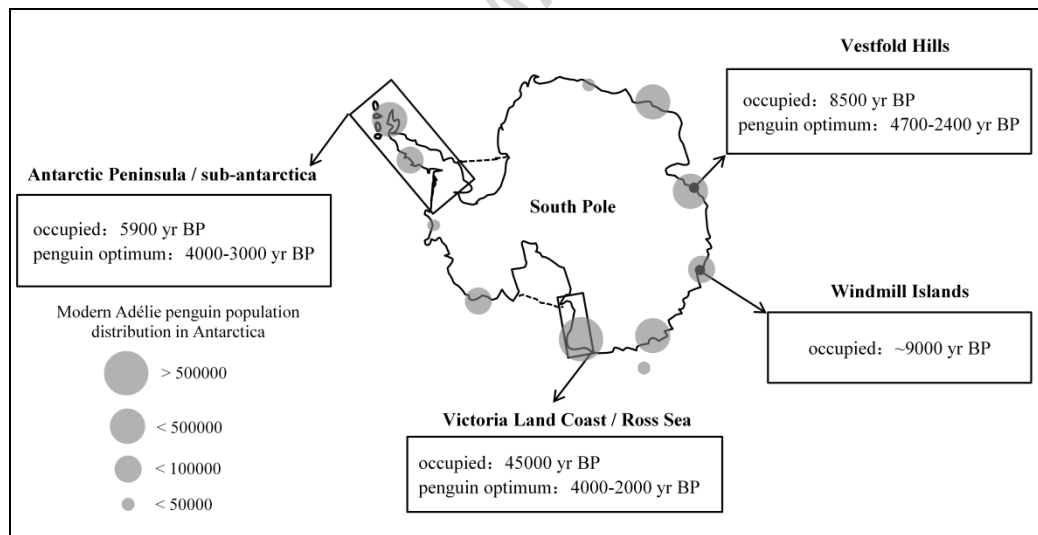 Vestfold Hills
occupied：8500 yr BP
penguin optimum：4700-2400 yr BP
Antarctic Peninsula / sub-antarctica
occupied：5900 yr BP
penguin optimum：4000-3000 yr BP
South Pole
Windmill Islands
occupied：~9000 yr BP
Modern Adélie penguin population
distribution in Antarctica
> 500000
< 500000
< 100000
< 50000
Victoria Land Coast / Ross Sea
occupied：45000 yr BP
penguin optimum：4000-2000 yr BP